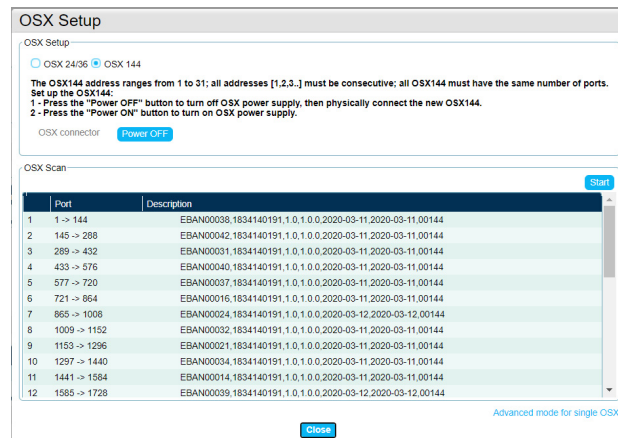 OSX Setup
OSX Setup
OSX 24/36 OSX 144
The OSX144 address ranges from 1 to 31; all addresses [1,2,3..] must be consecutive; all OSX144 must have the same number of ports.
Set up the OSX144:
1 - Press the "Power OFF" button to turn off OSX power supply, then physically connect the new OSX144.
2 - Press the "Power ON" button to turn on OSX power supply.
OSX connector Power OFF
OSX Scan
Start
Port Description
1 1 -> 144 EBAN00038,1834140191,1.0,1.0.0,2020-03-11,2020-03-11,00144
2 145 -> 288 EBAN00042,1834140191,1.0,1.0.0,2020-03-11,2020-03-11,00144
3 289 -> 432 EBAN00031,1834140191,1.0,1.0.0,2020-03-11,2020-03-11,00144
4 433 -> 576 EBAN00040,1834140191,1.0,1.0.0,2020-03-11,2020-03-11,00144
5 577 -> 720 EBAN00037,1834140191,1.0,1.0.0,2020-03-11,2020-03-11,00144
6 721 -> 864 EBAN00016,1834140191,1.0,1.0.0,2020-03-11,2020-03-11,00144
7 865 -> 1008 EBAN00024,1834140191,1.0,1.0.0,2020-03-12,2020-03-12,00144
8 1009 -> 1152 EBAN00032,1834140191,1.0,1.0.0,2020-03-11,2020-03-11,00144
9 1153 -> 1296 EBAN00021,1834140191,1.0,1.0.0,2020-03-11,2020-03-11,00144
10 1297 -> 1440 EBAN00034,1834140191,1.0,1.0.0,2020-03-11,2020-03-11,00144
11 1441 -> 1584 EBAN00014,1834140191,1.0,1.0.0,2020-03-11,2020-03-11,00144
12 1585 -> 1728 EBAN00039,1834140191,1.0,1.0.0,2020-03-12,2020-03-12,00144
Advanced mode for single OSX
Close